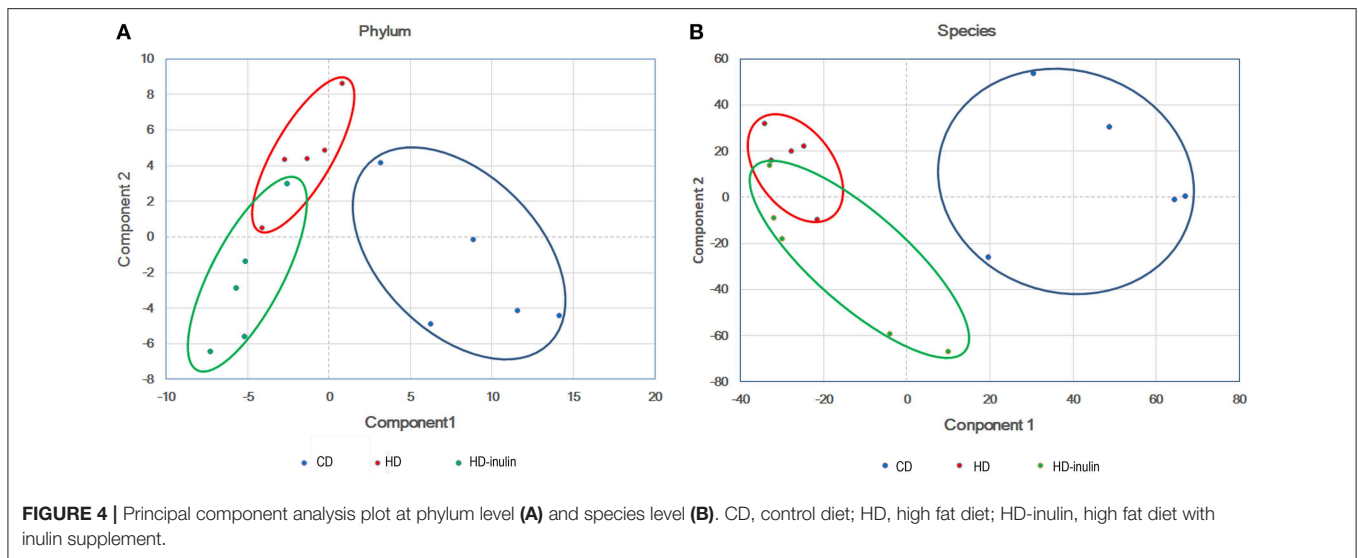 A
Phylum
10
8
6
4
2
0
-2
-4
-6
-8
Component 2
-10 -5 0 5 10 15 20
Component1
CD HD HD-inulin
B
Species
60
40
20
0
-20
-40
-60
-80
Component 2
-40 -20 0 20 40 60 80
Conponent 1
CD HD HD-inulin
FIGURE 4 | Principal component analysis plot at phylum level (A) and species level (B). CD, control diet; HD, high fat diet; HD-inulin, high fat diet with
inulin supplement.